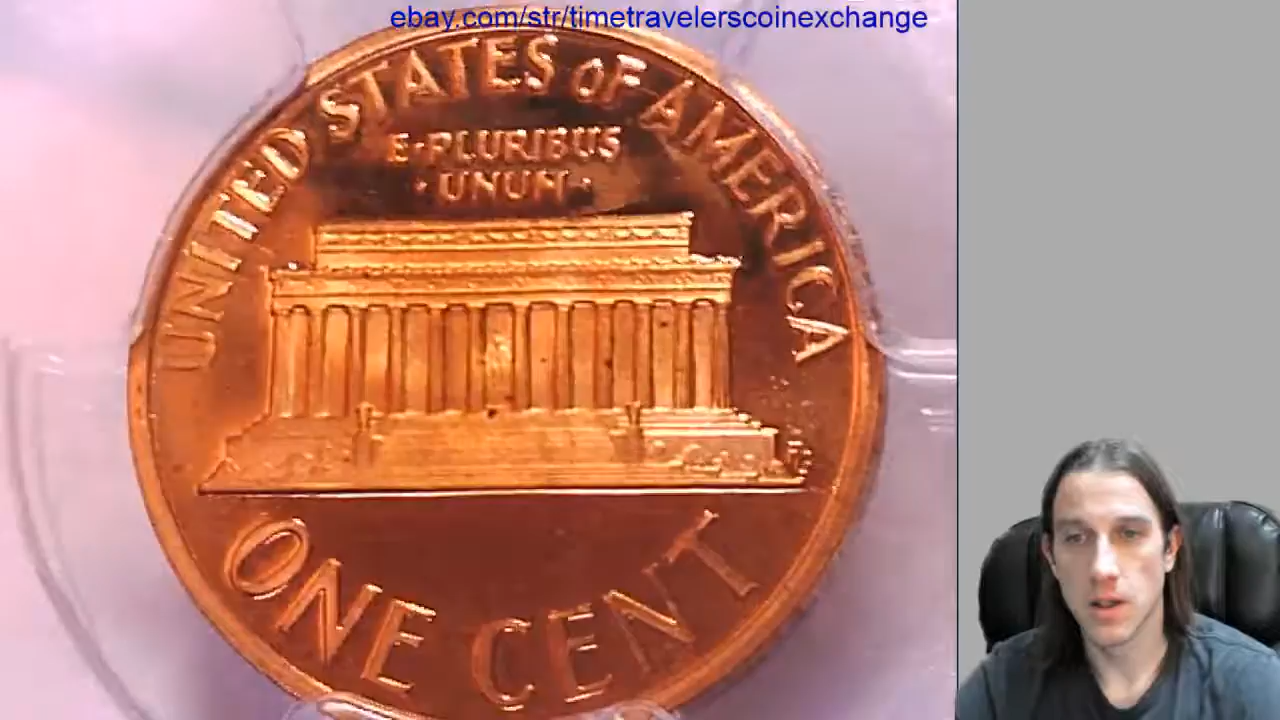 ebay.com/str/timetravelerscoinexchange
UNITED STATES OF AMERICA
E·PLURIBUS
·UNUM·
ONE CENT